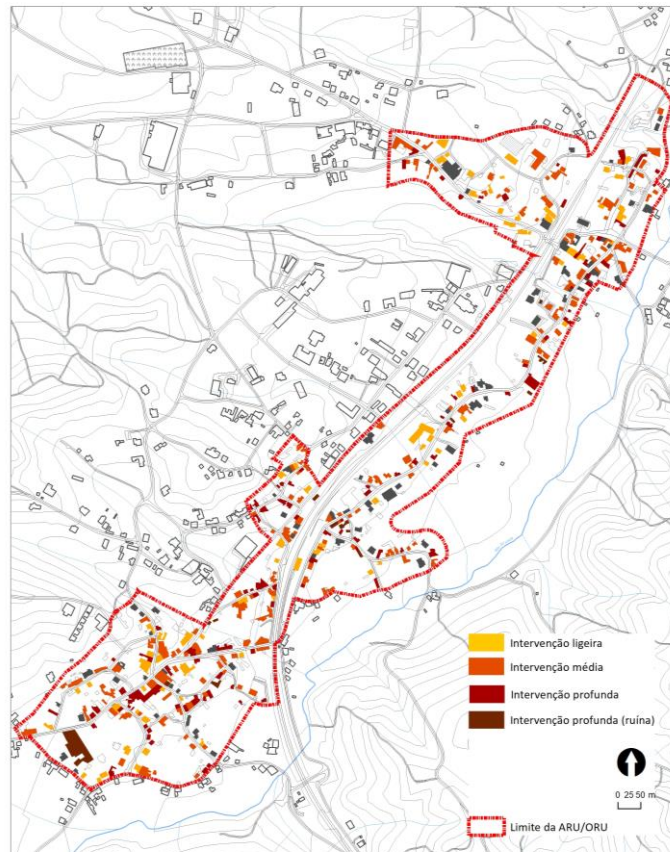 Intervenção ligeira
Intervenção média
Intervenção profunda
Intervenção profunda (ruína)
0 25 50 m
Limite da ARU/ORU